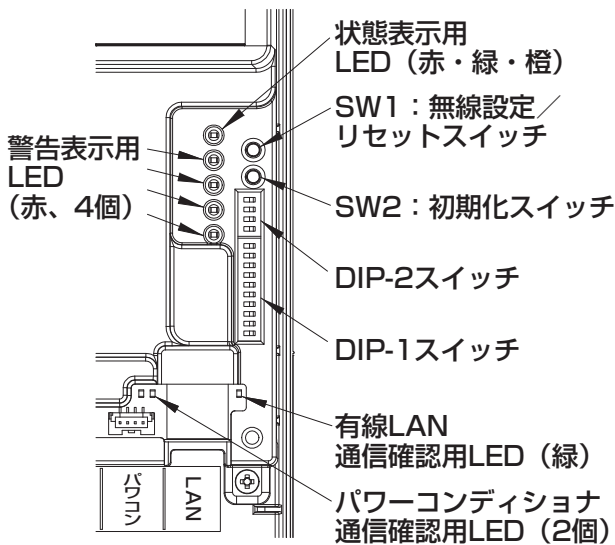 状態表示用
LED（赤・緑・橙）
SW1：無線設定／
リセットスイッチ
警告表示用
LED
（赤、4個）
SW2：初期化スイッチ
DIP-2スイッチ
DIP-1スイッチ
有線LAN
通信確認用LED（緑）
パワーコンディショナ
通信確認用LED（2個）
パワコン
LAN